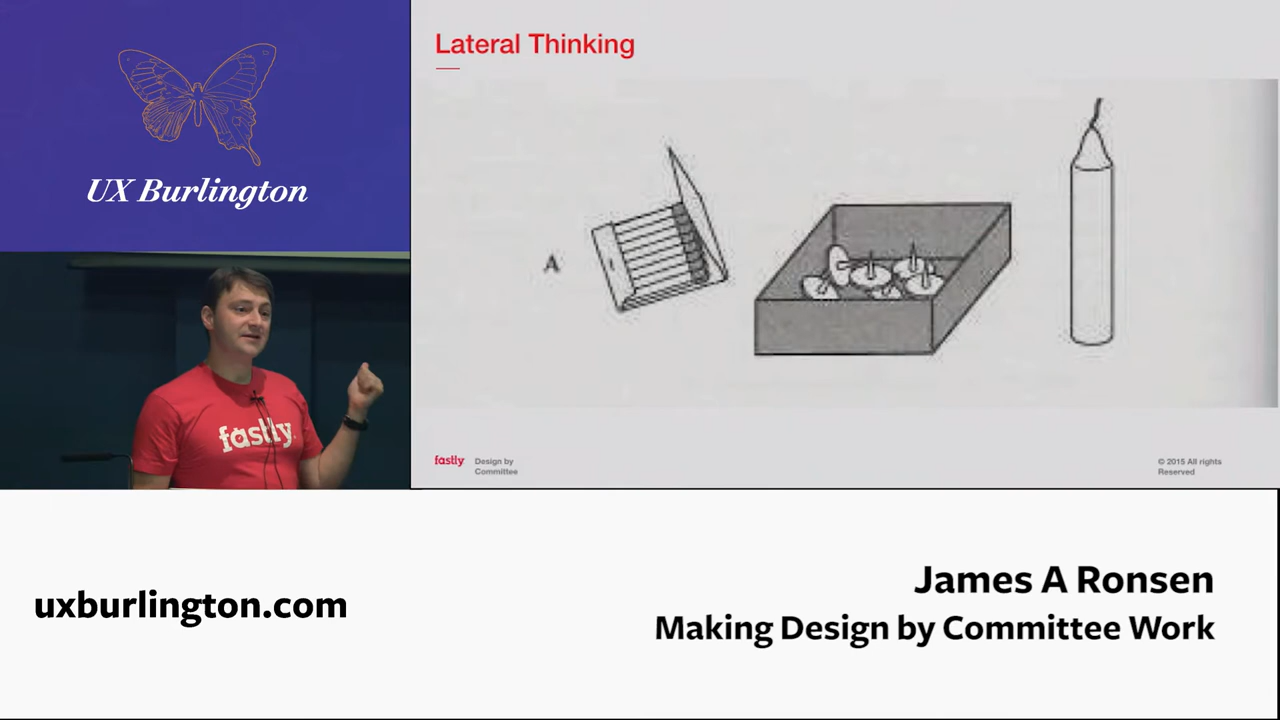 UX Burlington
fastly
Lateral Thinking
A
fastly
Design by
Committee
© 2015 All rights
Reserved
uxburlington.com
James A Ronsen
Making Design by Committee Work